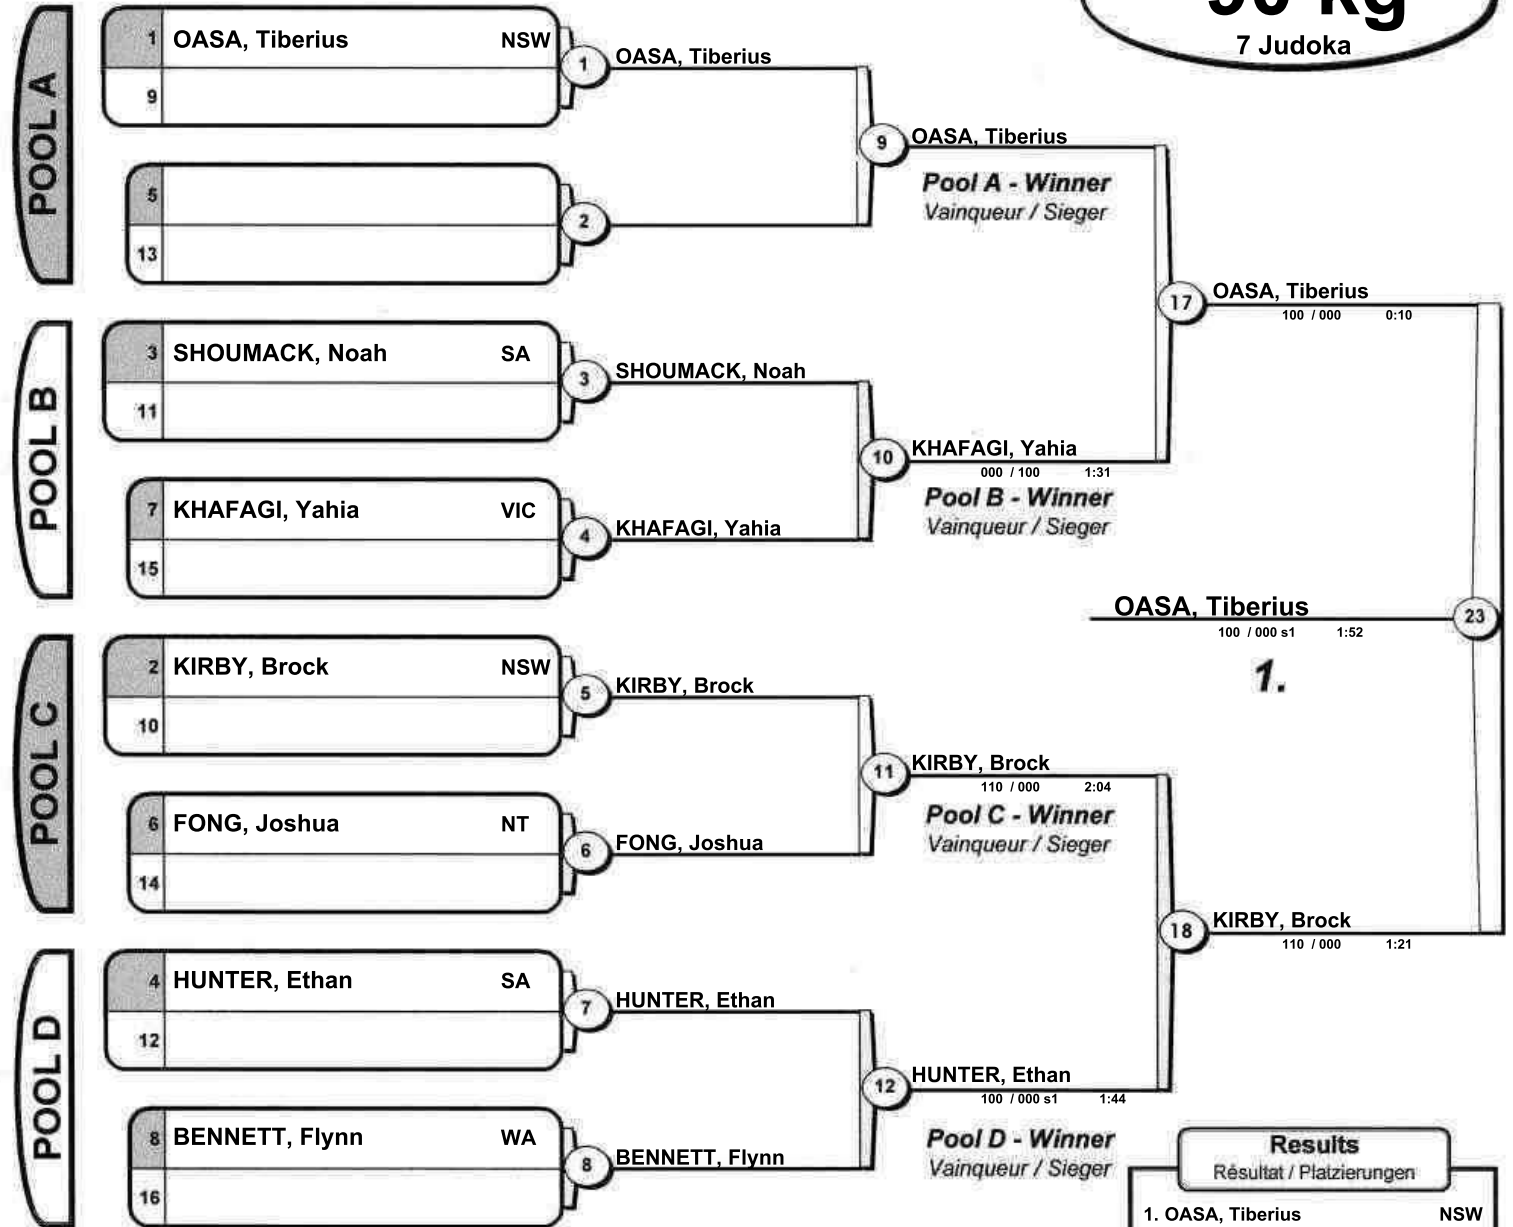 90 kg
7 Judoka
POOL A
1 OASA, Tiberius NSW
9
1
OASA, Tiberius
5
13
2
9
OASA, Tiberius
Pool A - Winner
Vainqueur / Sieger
POOL B
3 SHOUMACK, Noah SA
11
3
SHOUMACK, Noah
7 KHAFAGI, Yahia VIC
15
4
KHAFAGI, Yahia
10
KHAFAGI, Yahia
000 / 100 1:31
Pool B - Winner
Vainqueur / Sieger
17
OASA, Tiberius
100 / 000 0:10
POOL C
2 KIRBY, Brock NSW
10
5
KIRBY, Brock
6 FONG, Joshua NT
14
6
FONG, Joshua
11
KIRBY, Brock
110 / 000 2:04
Pool C - Winner
Vainqueur / Sieger
POOL D
4 HUNTER, Ethan SA
12
7
HUNTER, Ethan
8 BENNETT, Flynn WA
16
8
BENNETT, Flynn
12
HUNTER, Ethan
100 / 000 s1 1:44
Pool D - Winner
Vainqueur / Sieger
18
KIRBY, Brock
110 / 000 1:21
23
OASA, Tiberius
100 / 000 s1 1:52
1.
Results
Résultat / Platzierungen
1. OASA, Tiberius NSW